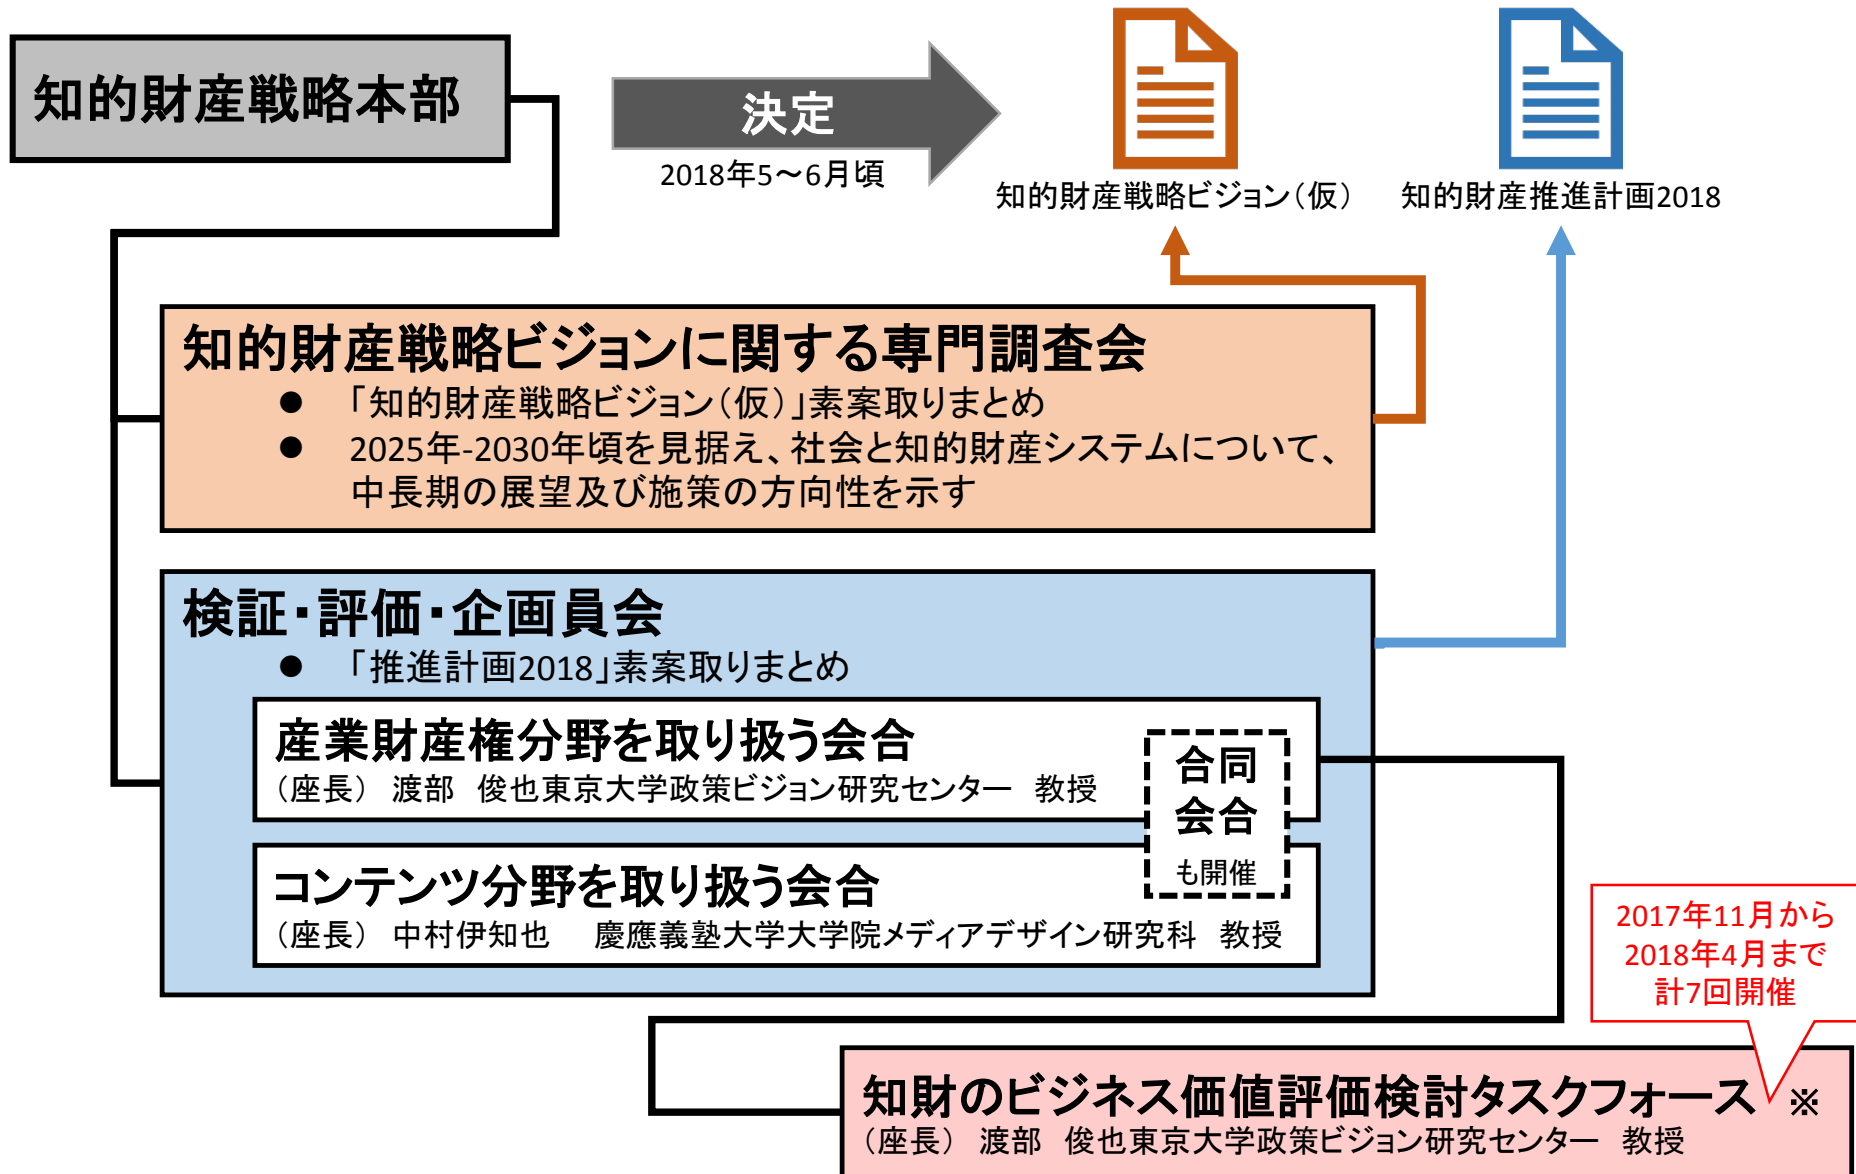 知的財産戦略本部
決定
2018年5～6月頃
知的財産戦略ビジョン（仮）
知的財産推進計画2018
知的財産戦略ビジョンに関する専門調査会
● 「知的財産戦略ビジョン（仮）」素案取りまとめ
● 2025年-2030年頃を見据え、社会と知的財産システムについて、
中長期の展望及び施策の方向性を示す
検証・評価・企画員会
● 「推進計画2018」素案取りまとめ
産業財産権分野を取り扱う会合
（座長） 渡部 俊也東京大学政策ビジョン研究センター 教授
合同
会合
も開催
コンテンツ分野を取り扱う会合
（座長） 中村伊知也 慶應義塾大学大学院メディアデザイン研究科 教授
2017年11月から
2018年4月まで
計7回開催
知財のビジネス価値評価検討タスクフォース ※
（座長） 渡部 俊也東京大学政策ビジョン研究センター 教授